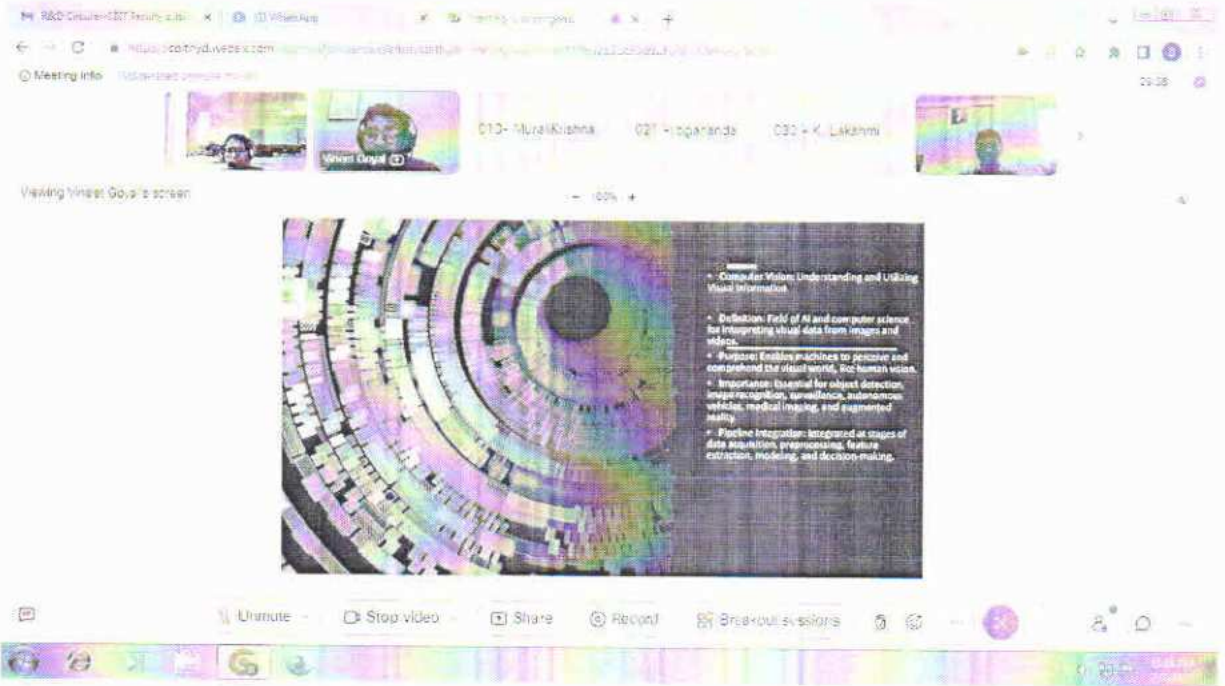 WhatsApp
Meeting info
Vineet Goyal
013- MuraliKrishna
K. Lakshmi
Viewing Vineet Goyal's screen
- 100% +
• Computer Vision: Understanding and Utilizing
Visual Information
• Definition: Field of AI and computer science
for interpreting visual data from images and
videos.
• Purpose: Enables machines to perceive and
comprehend the visual world, like human vision.
• Importance: Essential for object detection,
image recognition, surveillance, autonomous
vehicles, medical imaging, and augmented
reality.
• Pipeline Integration: Integrated at stages of
data acquisition, preprocessing, feature
extraction, modeling, and decision-making.
Unmute
Stop video
Share
Record
Breakout sessions